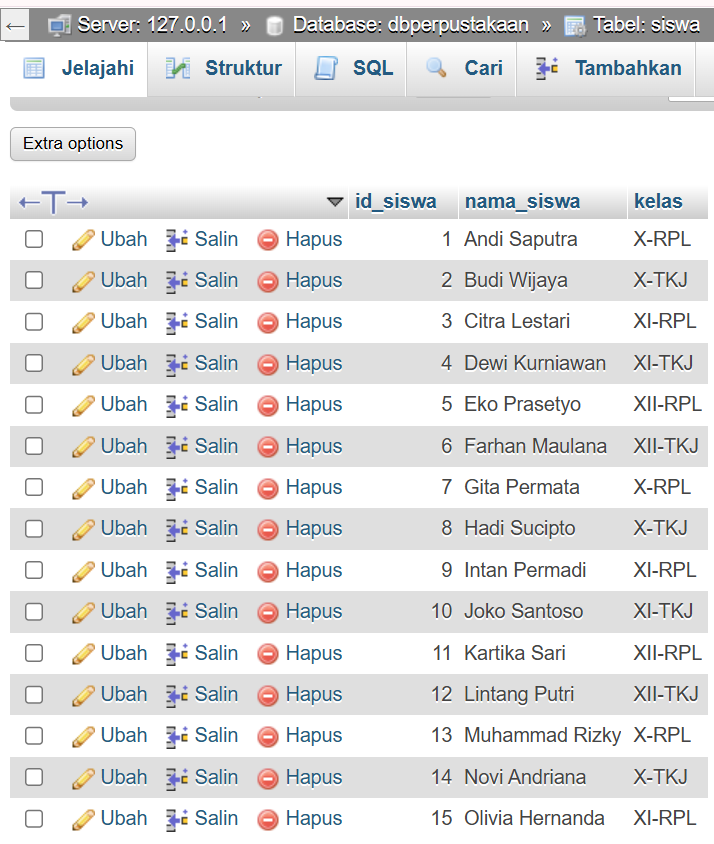 Server: 127.0.0.1 » Database: dbperpustakaan » Tabel: siswa
Jelajahi Struktur SQL Cari Tambahkan
Extra options
←T→ id_siswa nama_siswa kelas
Ubah Salin Hapus 1 Andi Saputra X-RPL
Ubah Salin Hapus 2 Budi Wijaya X-TKJ
Ubah Salin Hapus 3 Citra Lestari XI-RPL
Ubah Salin Hapus 4 Dewi Kurniawan XI-TKJ
Ubah Salin Hapus 5 Eko Prasetyo XII-RPL
Ubah Salin Hapus 6 Farhan Maulana XII-TKJ
Ubah Salin Hapus 7 Gita Permata X-RPL
Ubah Salin Hapus 8 Hadi Sucipto X-TKJ
Ubah Salin Hapus 9 Intan Permadi XI-RPL
Ubah Salin Hapus 10 Joko Santoso XI-TKJ
Ubah Salin Hapus 11 Kartika Sari XII-RPL
Ubah Salin Hapus 12 Lintang Putri XII-TKJ
Ubah Salin Hapus 13 Muhammad Rizky X-RPL
Ubah Salin Hapus 14 Novi Andriana X-TKJ
Ubah Salin Hapus 15 Olivia Hernanda XI-RPL